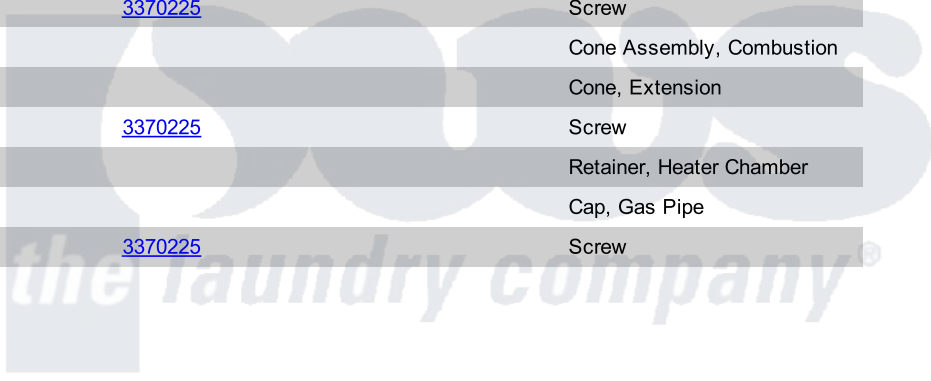 3370225 Screw
Cone Assembly, Combustion
Cone, Extension
3370225 Screw
Retainer, Heater Chamber
Cap, Gas Pipe
3370225 Screw
the laundry company®